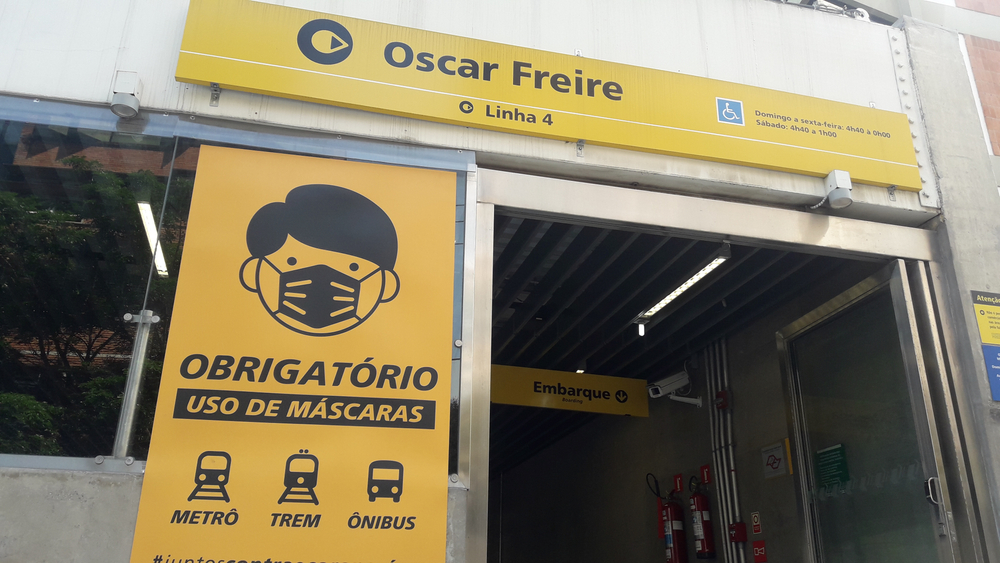 Oscar Freire
Linha 4
Domingo a sexta-feira: 4h40 à 0h00
Sábado: 4h40 a 1h00
OBRIGATÓRIO
USO DE MÁSCARAS
METRÔ TREM ÔNIBUS
Embarque
Boarding
Atenção